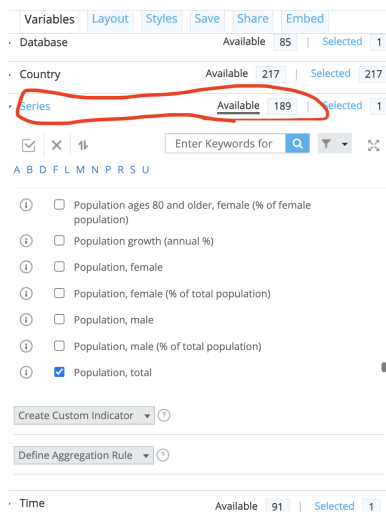 Variables Layout Styles Save Share Embed
Database Available 85 | Selected 1
Country Available 217 | Selected 217
Series Available 189 | Selected 1
Enter Keywords for
A B D F L M N P R S U
Population ages 80 and older, female (% of female
population)
Population growth (annual %)
Population, female
Population, female (% of total population)
Population, male
Population, male (% of total population)
Population, total
Create Custom Indicator ?
Define Aggregation Rule ?
Time Available 91 | Selected 1